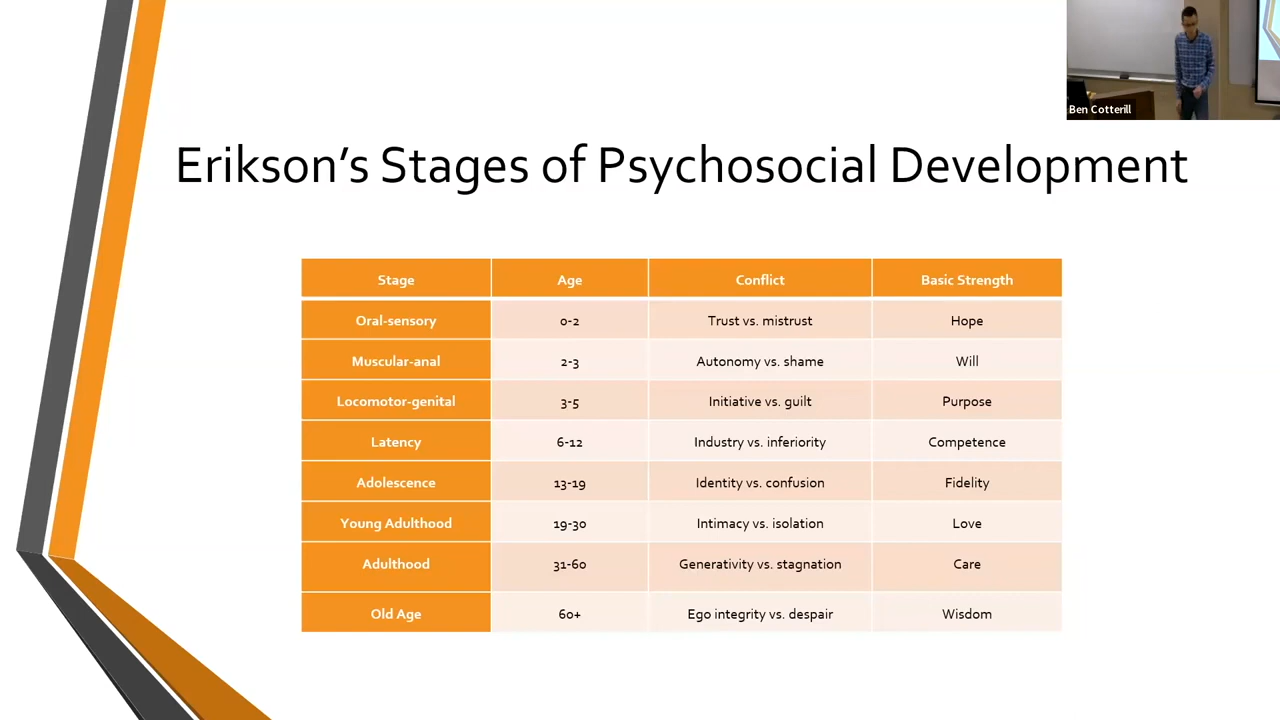 Ben Cotterill
Erikson’s Stages of Psychosocial Development
Stage Age Conflict Basic Strength
Oral-sensory 0-2 Trust vs. mistrust Hope
Muscular-anal 2-3 Autonomy vs. shame Will
Locomotor-genital 3-5 Initiative vs. guilt Purpose
Latency 6-12 Industry vs. inferiority Competence
Adolescence 13-19 Identity vs. confusion Fidelity
Young Adulthood 19-30 Intimacy vs. isolation Love
Adulthood 31-60 Generativity vs. stagnation Care
Old Age 60+ Ego integrity vs. despair Wisdom